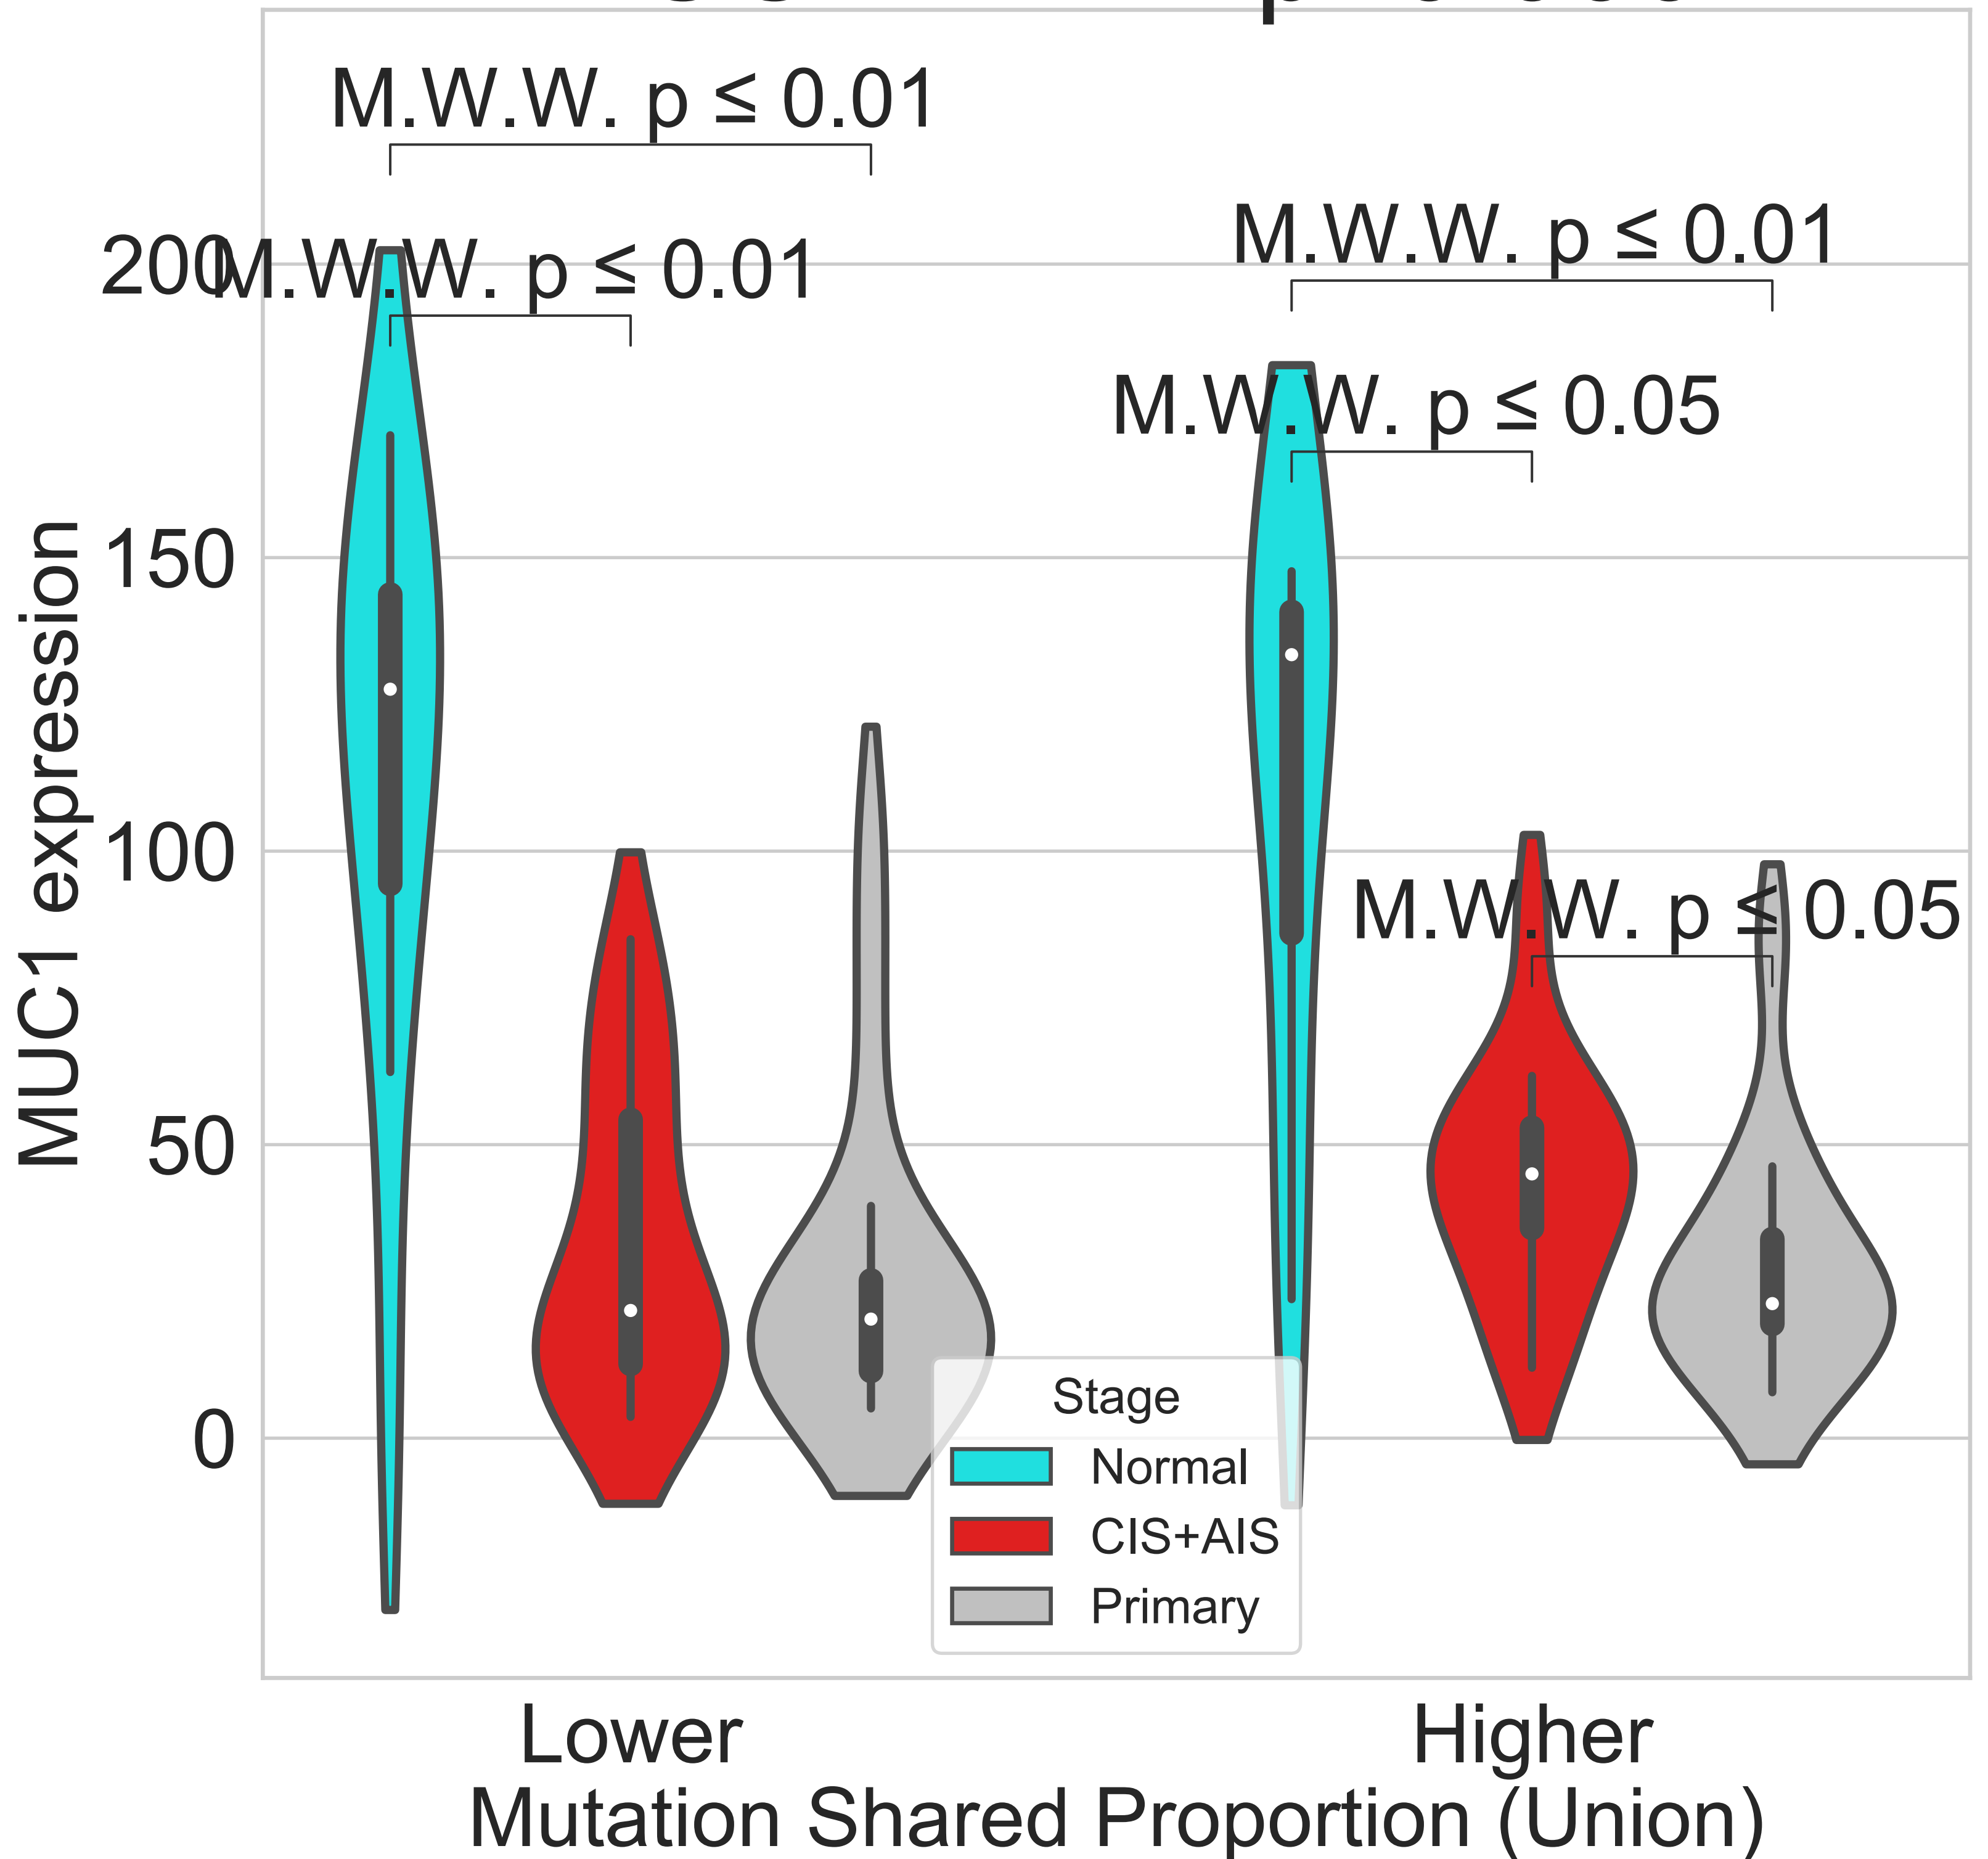 M.W.W. p ≤ 0.01
M.W.W. p ≤ 0.01
200
M.W.W. p ≤ 0.01
M.W.W. p ≤ 0.05
150
100
M.W.W. p ≤ 0.05
50
0
MUC1 expression
Stage
Normal
CIS+AIS
Primary
Lower
Higher
Mutation Shared Proportion (Union)